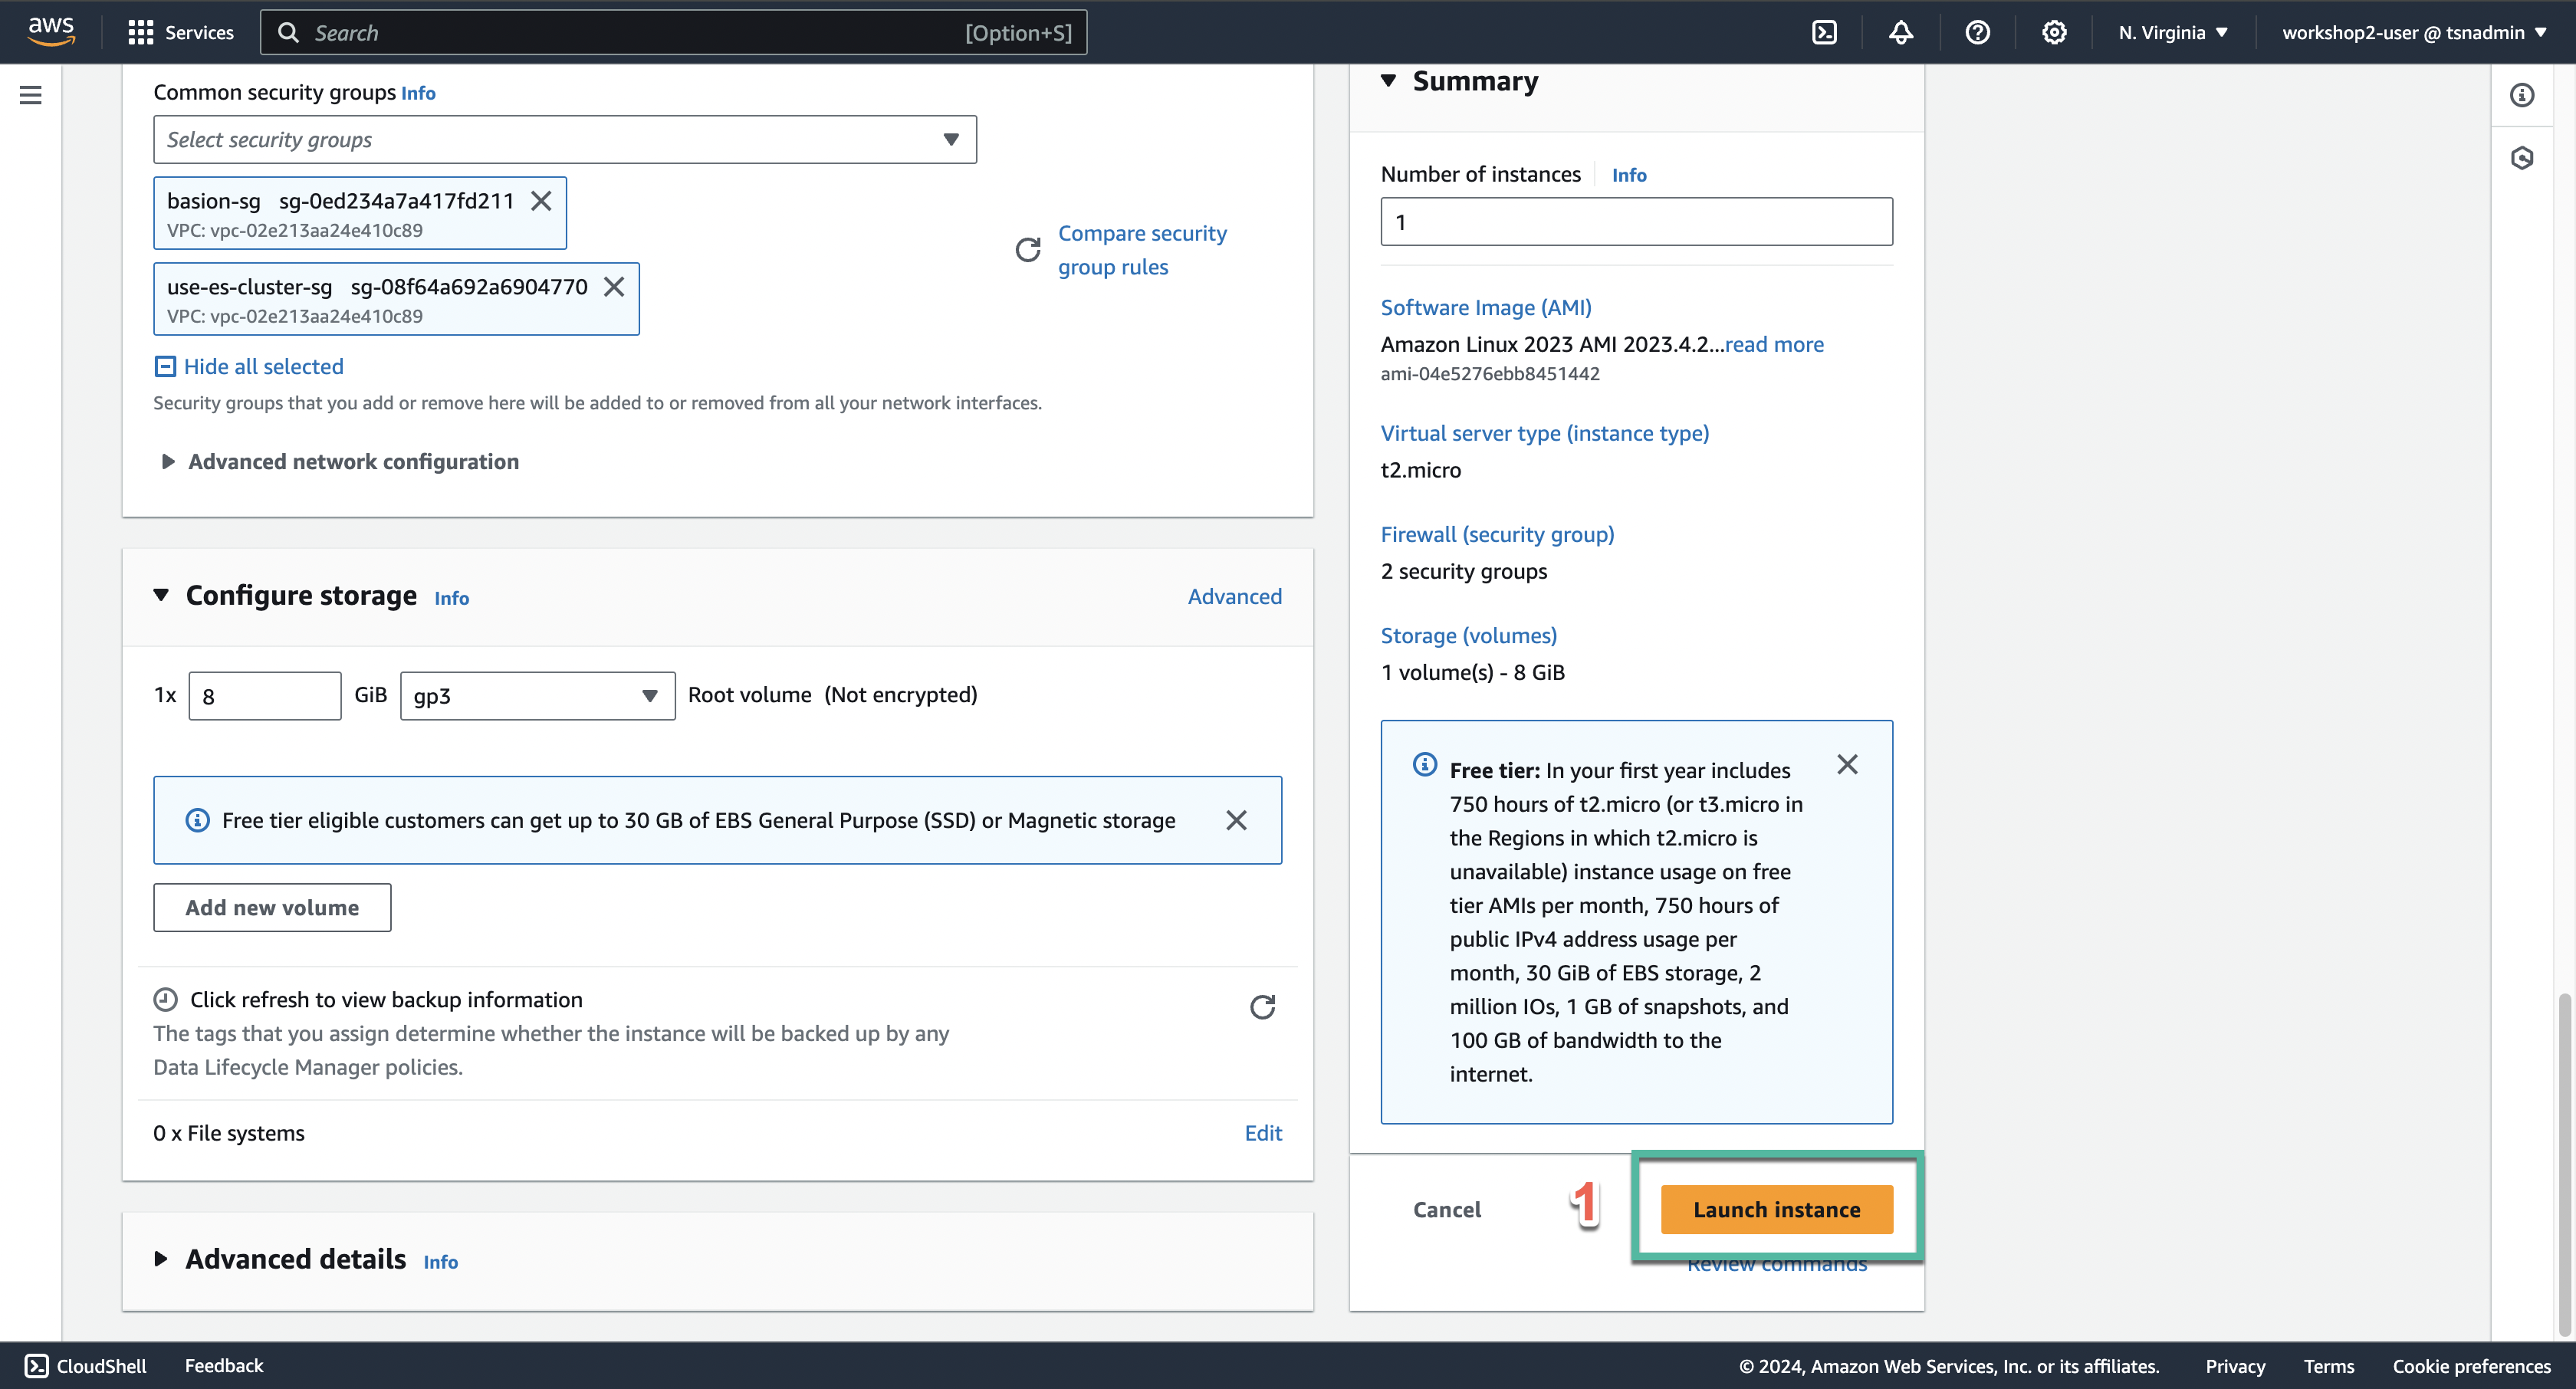 aws
Services
Search
[Option+S]
N. Virginia
workshop2-user @ tsnadmin
Common security groups Info
Select security groups
basion-sg sg-0ed234a7a417fd211
VPC: vpc-02e213aa24e410c89
use-es-cluster-sg sg-08f64a692a6904770
VPC: vpc-02e213aa24e410c89
Compare security
group rules
Hide all selected
Security groups that you add or remove here will be added to or removed from all your network interfaces.
Advanced network configuration
Configure storage Info
Advanced
1x 8 GiB gp3 Root volume (Not encrypted)
Free tier eligible customers can get up to 30 GB of EBS General Purpose (SSD) or Magnetic storage
Add new volume
Click refresh to view backup information
The tags that you assign determine whether the instance will be backed up by any
Data Lifecycle Manager policies.
0 x File systems
Edit
Advanced details Info
Summary
Number of instances Info
1
Software Image (AMI)
Amazon Linux 2023 AMI 2023.4.2...read more
ami-04e5276ebb8451442
Virtual server type (instance type)
t2.micro
Firewall (security group)
2 security groups
Storage (volumes)
1 volume(s) - 8 GiB
Free tier: In your first year includes
750 hours of t2.micro (or t3.micro in
the Regions in which t2.micro is
unavailable) instance usage on free
tier AMIs per month, 750 hours of
public IPv4 address usage per
month, 30 GiB of EBS storage, 2
million IOs, 1 GB of snapshots, and
100 GB of bandwidth to the
internet.
Cancel
1
Launch instance
Review commands
CloudShell
Feedback
© 2024, Amazon Web Services, Inc. or its affiliates.
Privacy
Terms
Cookie preferences